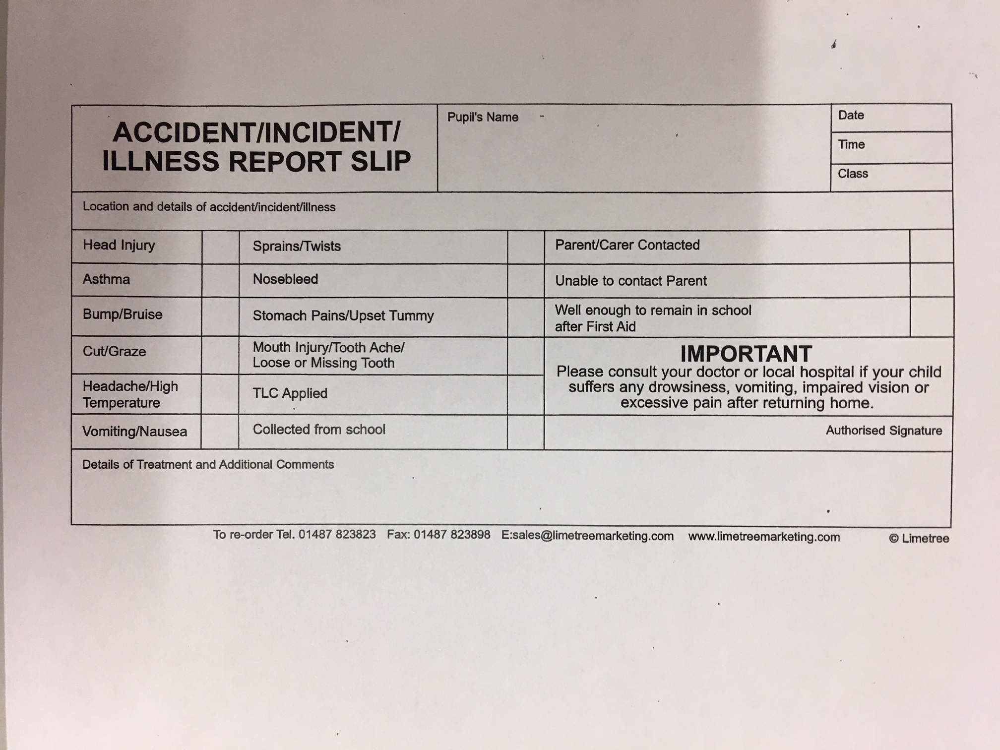 ACCIDENT/INCIDENT/
ILLNESS REPORT SLIP
Pupil's Name -
Date
Time
Class
Location and details of accident/incident/illness
Head Injury
Sprains/Twists
Parent/Carer Contacted
Asthma
Nosebleed
Unable to contact Parent
Bump/Bruise
Stomach Pains/Upset Tummy
Well enough to remain in school
after First Aid
Cut/Graze
Mouth Injury/Tooth Ache/
Loose or Missing Tooth
Headache/High
Temperature
TLC Applied
IMPORTANT
Please consult your doctor or local hospital if your child
suffers any drowsiness, vomiting, impaired vision or
excessive pain after returning home.
Vomiting/Nausea
Collected from school
Authorised Signature
Details of Treatment and Additional Comments
To re-order Tel. 01487 823823 Fax: 01487 823898 E:sales@limetreemarketing.com www.limetreemarketing.com © Limetree